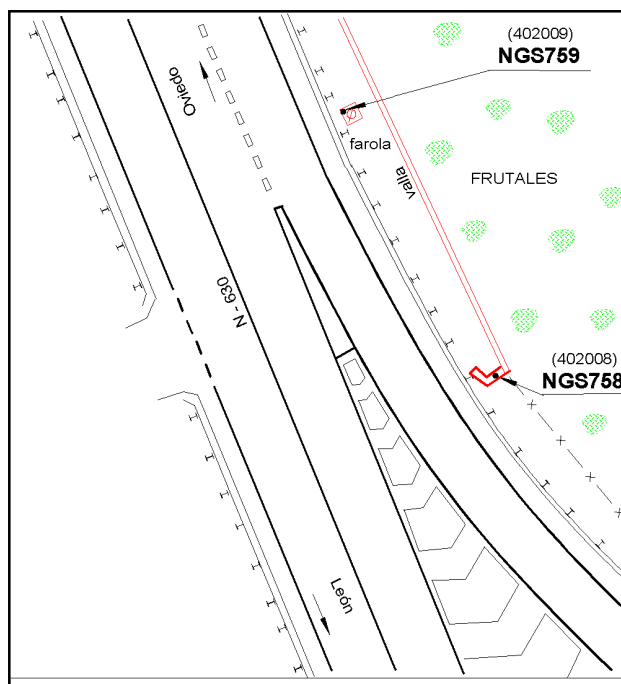 (402009)
NGS759
Oviedo
farola
valla
FRUTALES
N - 630
(402008)
NGS758
León